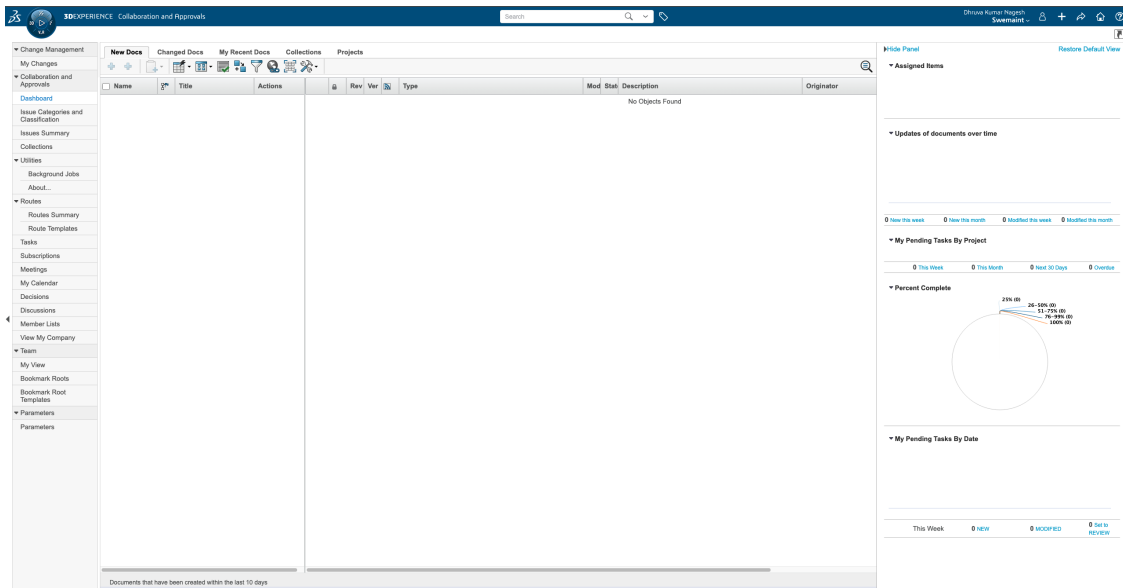 3DEXPERIENCE Collaboration and Approvals
Search
Dhruva Kumar Nagesh
Swemaint
V.R
Change Management
My Changes
Collaboration and
Approvals
Dashboard
Issue Categories and
Classification
Issues Summary
Collections
Utilities
Background Jobs
About...
Routes
Routes Summary
Route Templates
Tasks
Subscriptions
Meetings
My Calendar
Decisions
Discussions
Member Lists
View My Company
Team
My View
Bookmark Roots
Bookmark Root
Templates
Parameters
Parameters
New Docs Changed Docs My Recent Docs Collections Projects
Name Title Actions Rev Ver Type Mod Stat Description Originator
No Objects Found
Documents that have been created within the last 10 days
Hide Panel Restore Default View
Assigned Items
Updates of documents over time
0 New this week 0 New this month 0 Modified this week 0 Modified this month
My Pending Tasks By Project
0 This Week 0 This Month 0 Next 30 Days 0 Overdue
Percent Complete
25% (0)
26-50% (0)
51-75% (0)
76-99% (0)
100% (0)
My Pending Tasks By Date
This Week 0 NEW 0 MODIFIED 0 Set to
REVIEW